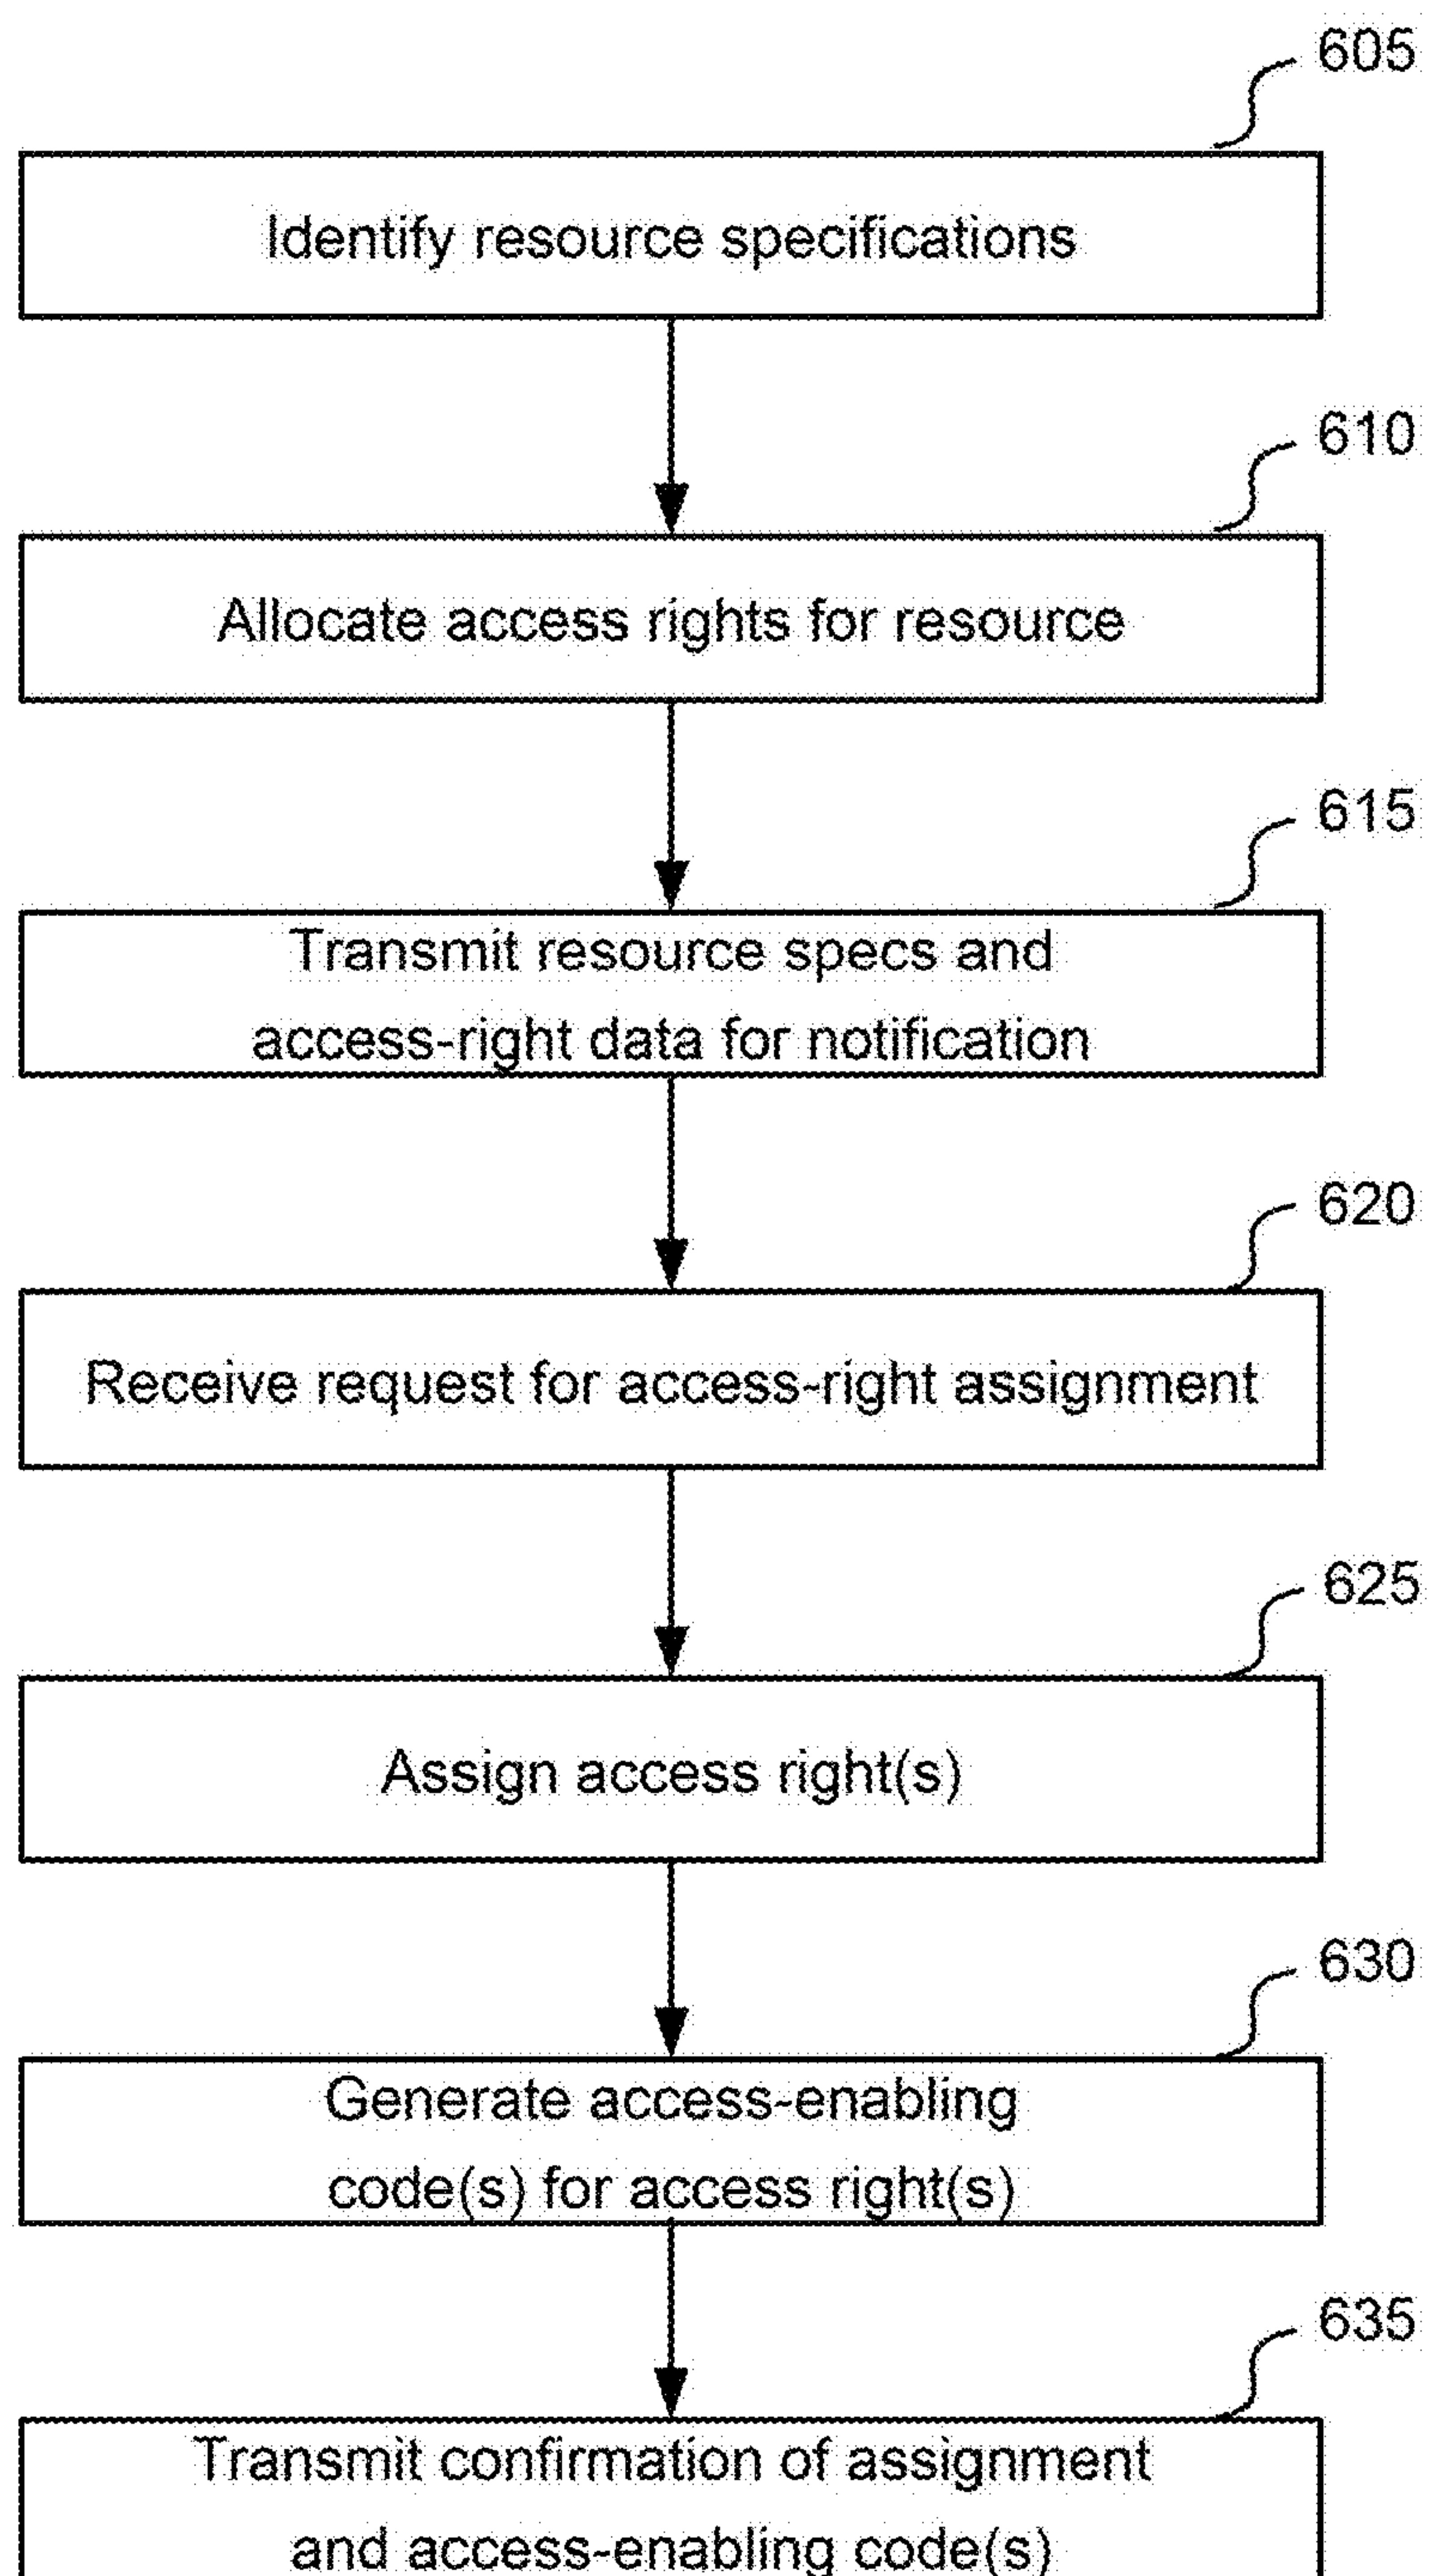 605
Identify resource specifications
610
Allocate access rights for resource
615
Transmit resource specs and
access-right data for notification
620
Receive request for access-right assignment
625
Assign access right(s)
630
Generate access-enabling
code(s) for access right(s)
635
Transmit confirmation of assignment
and access-enabling code(s)